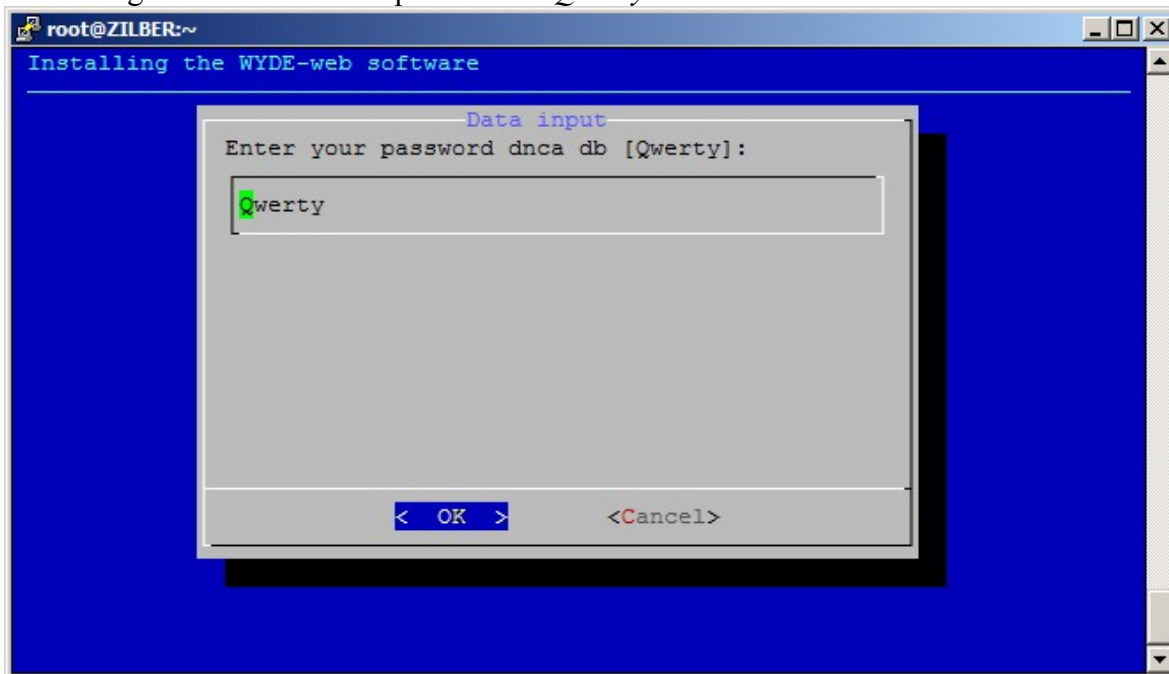 root@ZILBER:~
Installing the WYDE-web software
Data input
Enter your password dnca db [Qwerty]:
Qwerty
< OK > <Cancel>